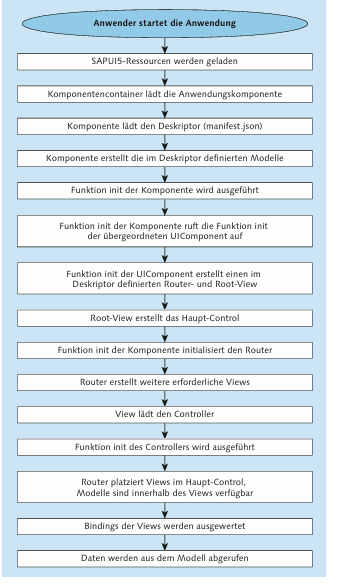 Anwender startet die Anwendung
SAPUI5-Ressourcen werden geladen
Komponentencontainer lädt die Anwendungskomponente
Komponente lädt den Deskriptor (manifest.json)
Komponente erstellt die im Deskriptor definierten Modelle
Funktion init der Komponente wird ausgeführt
Funktion init der Komponente ruft die Funktion init
der übergeordneten UIComponent auf
Funktion init der UIComponent erstellt einen im
Deskriptor definierten Router- und Root-View
Root-View erstellt das Haupt-Control
Funktion init der Komponente initialisiert den Router
Router erstellt weitere erforderliche Views
View lädt den Controller
Funktion init des Controllers wird ausgeführt
Router platziert Views im Haupt-Control,
Modelle sind innerhalb des Views verfügbar
Bindings der Views werden ausgewertet
Daten werden aus dem Modell abgerufen